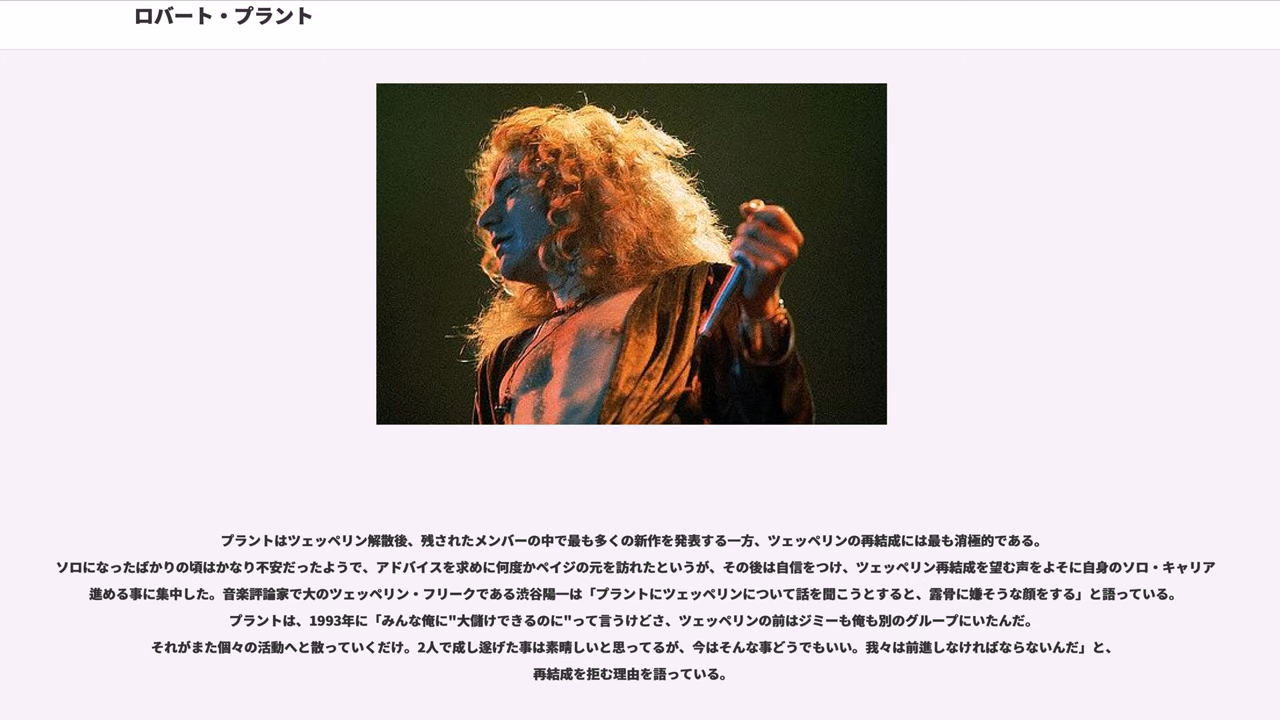 ロバート・プラント
プラントはツェッペリン解散後、残されたメンバーの中で最も多くの新作を発表する一方、ツェッペリンの再結成には最も消極的である。
ソロになったばかりの頃はかなり不安だったようで、アドバイスを求めに何度かペイジの元を訪れたというが、その後は自信をつけ、ツェッペリン再結成を望む声をよそに自身のソロ・キャリア
進める事に集中した。音楽評論家で大のツェッペリン・フリークである渋谷陽一は「プラントにツェッペリンについて話を聞こうとすると、露骨に嫌そうな顔をする」と語っている。
プラントは、1993年に「みんな俺に"大儲けできるのに"って言うけどさ、ツェッペリンの前はジミーも俺も別のグループにいたんだ。
それがまた個々の活動へと散っていくだけ。2人で成し遂げた事は素晴しいと思ってるが、今はそんな事どうでもいい。我々は前進しなければならないんだ」と、
再結成を拒む理由を語っている。